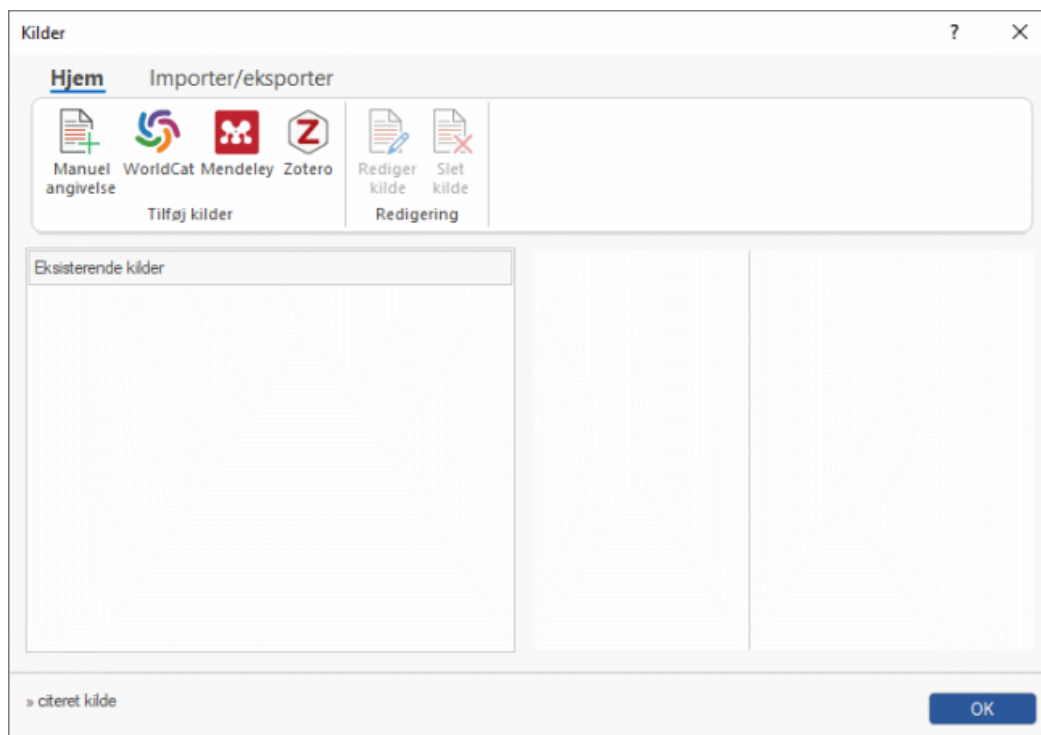 Kilder
?
Hjem Importer/eksporter
Manuel angivelse WorldCat Mendeley Zotero Rediger kilde Slet kilde
Tilføj kilder Redigering
Eksisterende kilder
» citeret kilde
OK